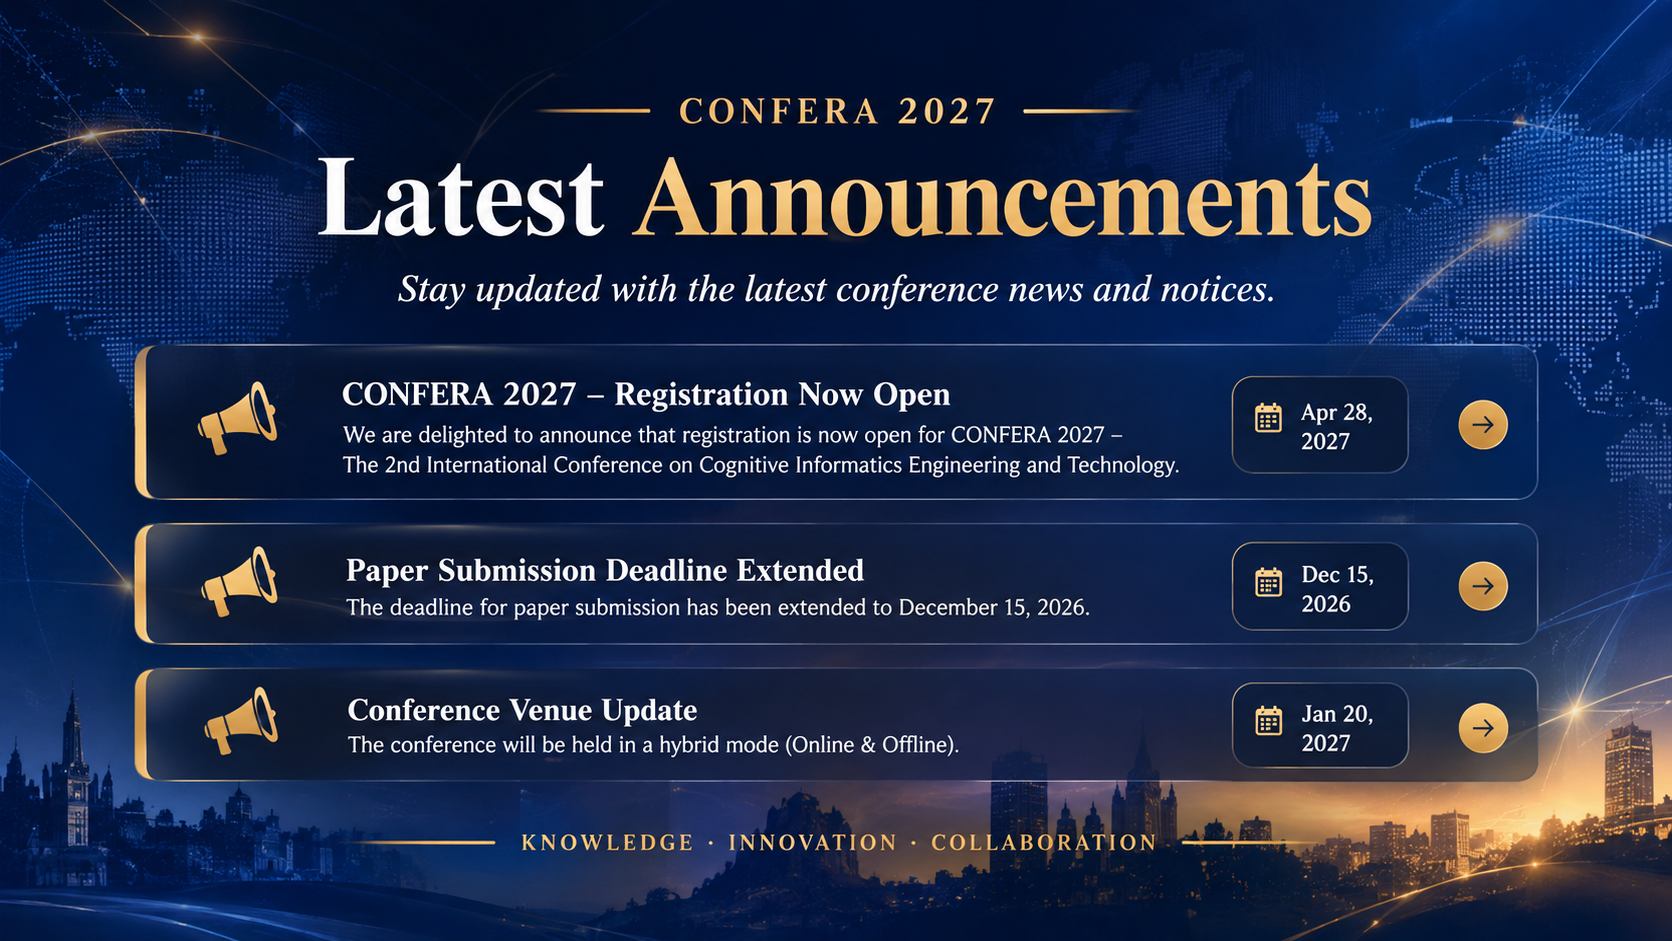 CONFERA 2027
Latest Announcements
Stay updated with the latest conference news and notices.
CONFERA 2027 – Registration Now Open
We are delighted to announce that registration is now open for CONFERA 2027 –
The 2nd International Conference on Cognitive Informatics Engineering and Technology.
Apr 28,
2027
Paper Submission Deadline Extended
The deadline for paper submission has been extended to December 15, 2026.
Dec 15,
2026
Conference Venue Update
The conference will be held in a hybrid mode (Online & Offline).
Jan 20,
2027
KNOWLEDGE · INNOVATION · COLLABORATION